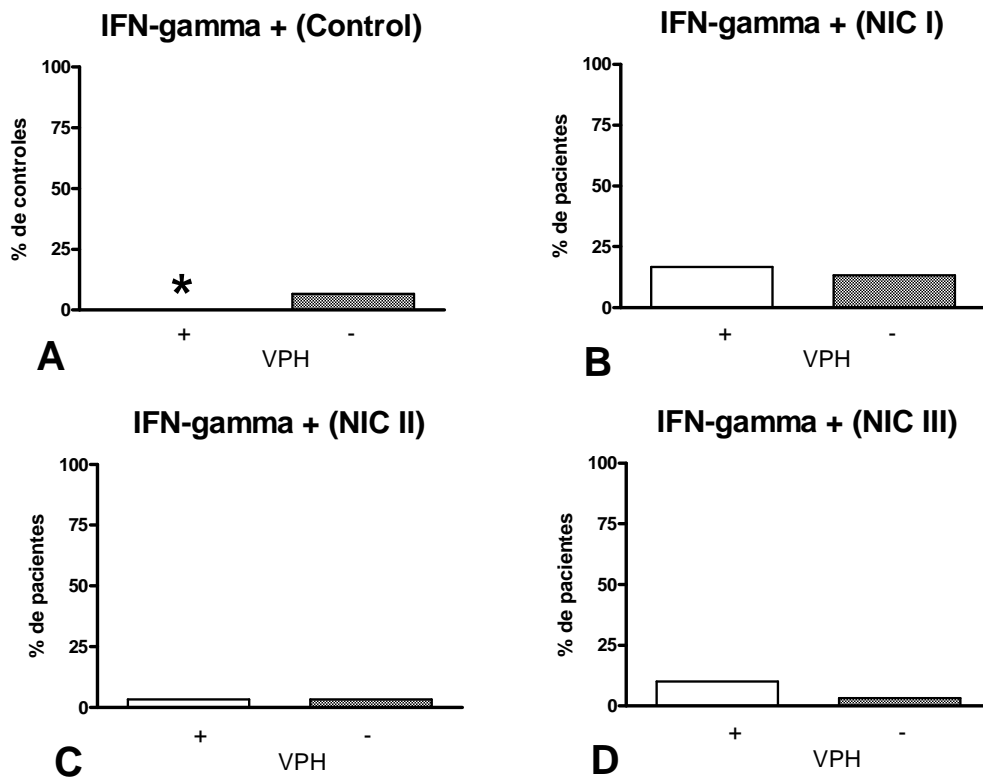 IFN-gamma + (Control)
100
75
50
25
0
% de controles
*
+ -
VPH
A
IFN-gamma + (NIC I)
100
75
50
25
0
% de pacientes
+ -
VPH
B
IFN-gamma + (NIC II)
100
75
50
25
0
% de pacientes
+ -
VPH
C
IFN-gamma + (NIC III)
100
75
50
25
0
% de pacientes
+ -
VPH
D